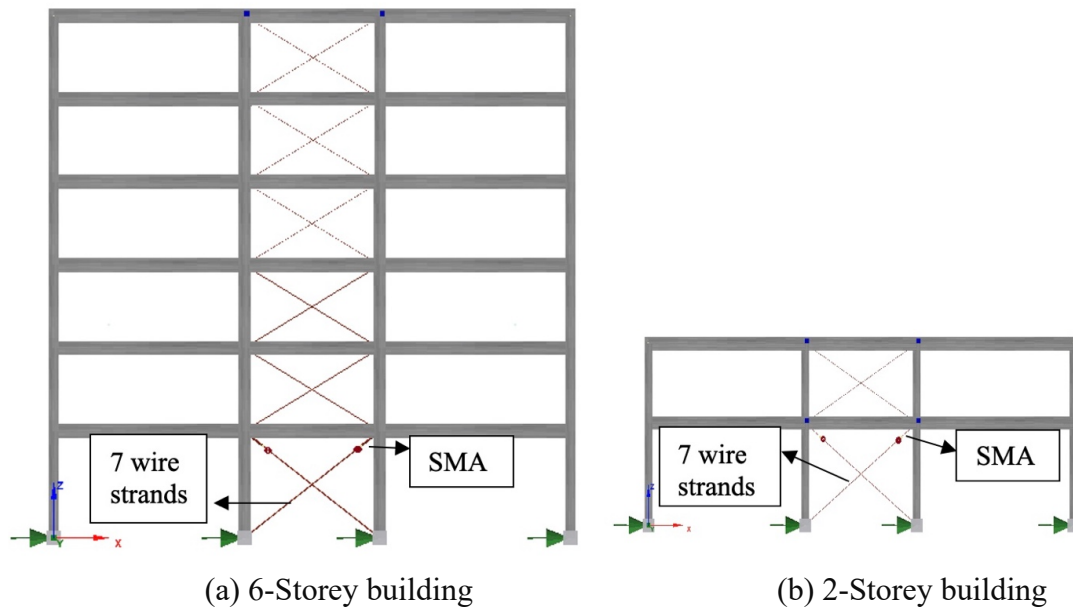 7 wire
strands
SMA
Z
Y
X
7 wire
strands
SMA
Z
X
(a) 6-Storey building
(b) 2-Storey building